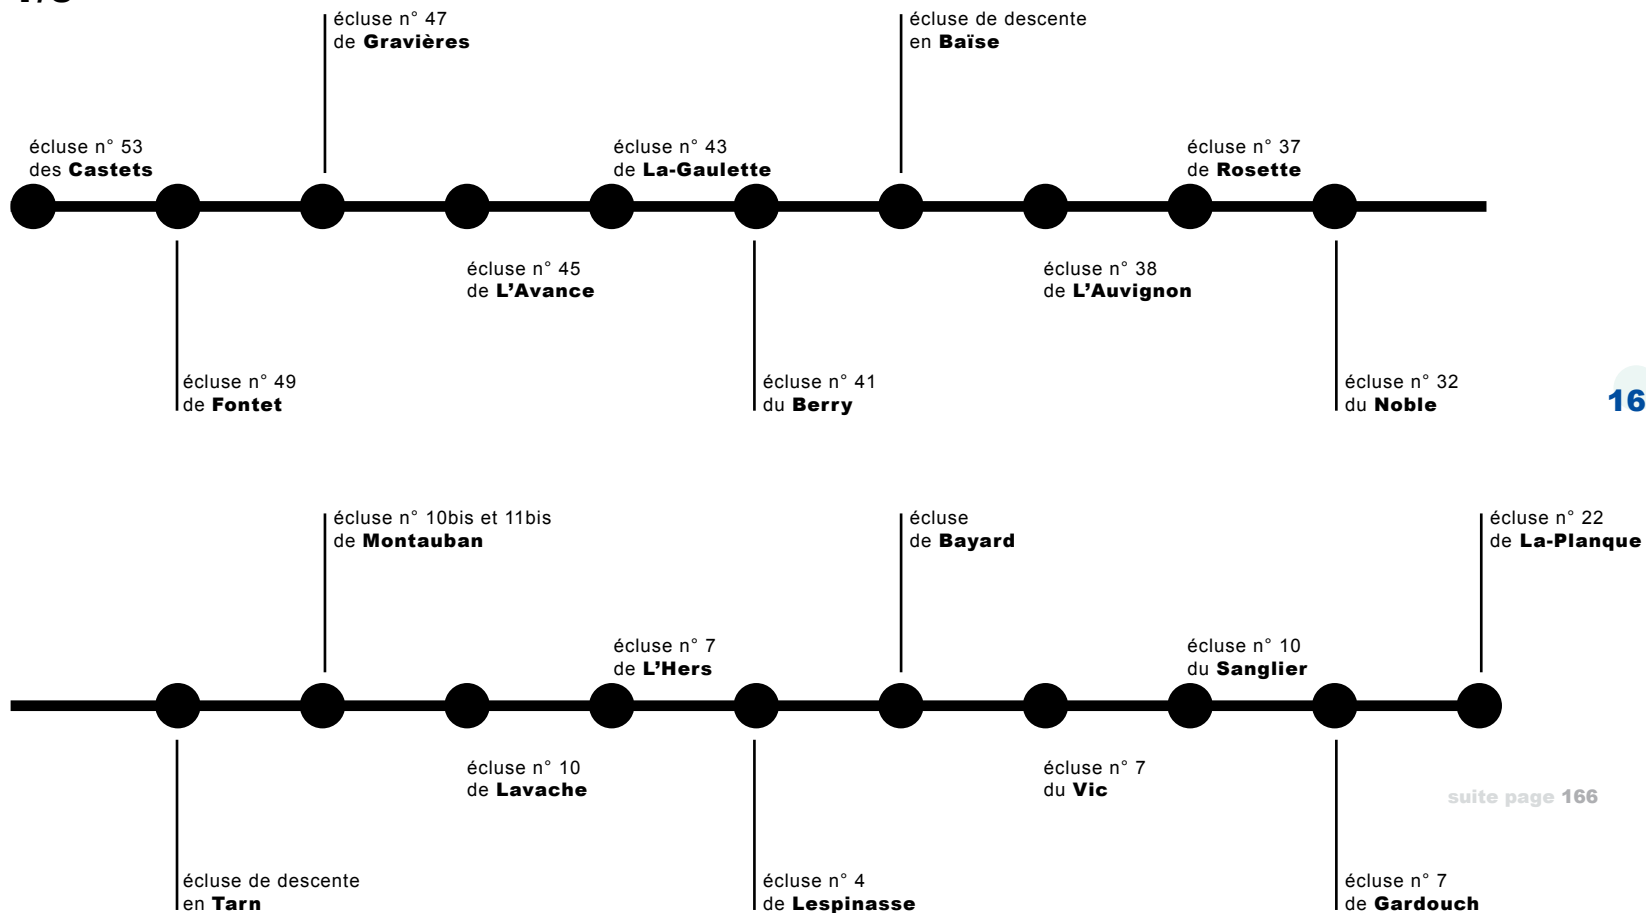 écluse n° 47
de Gravières
écluse de descente
en Baïse
écluse n° 53
des Castets
écluse n° 43
de La-Gaulette
écluse n° 37
de Rosette
écluse n° 45
de L'Avance
écluse n° 38
de L'Auvignon
écluse n° 49
de Fontet
écluse n° 41
du Berry
écluse n° 32
du Noble
16
écluse n° 10bis et 11bis
de Montauban
écluse
de Bayard
écluse n° 22
de La-Planque
écluse n° 7
de L'Hers
écluse n° 10
du Sanglier
écluse n° 10
de Lavache
écluse n° 7
du Vic
suite page 166
écluse de descente
en Tarn
écluse n° 4
de Lespinasse
écluse n° 7
de Gardouch